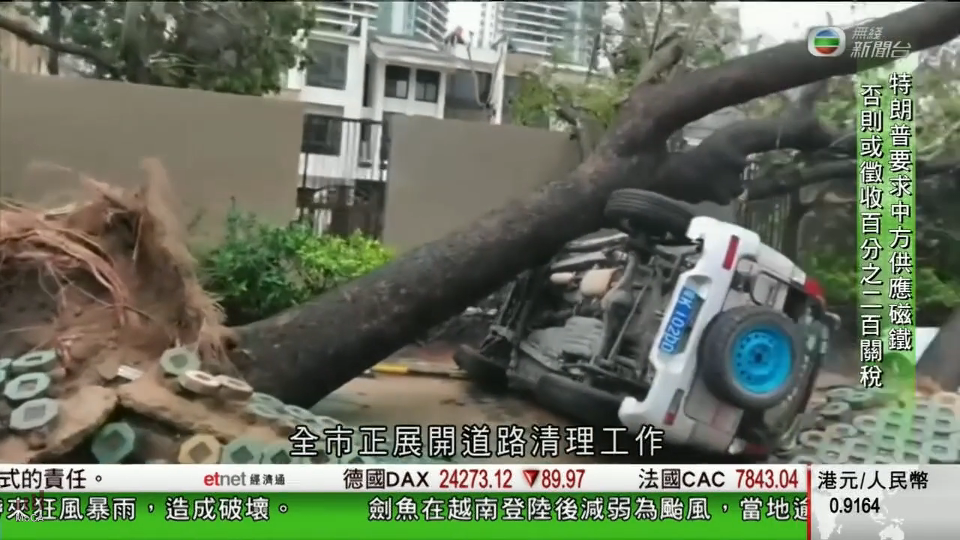 無綫
新聞台
特朗普要求中方供應磁鐵
否則或徵收百分之二百關稅
全市正展開道路清理工作
式的責任。 etnet 經濟通 德國DAX 24273.12 ▼89.97 法國CAC 7843.04
港元/人民幣
0.9164
來狂風暴雨，造成破壞。 劍魚在越南登陸後減弱為颱風，當地逾